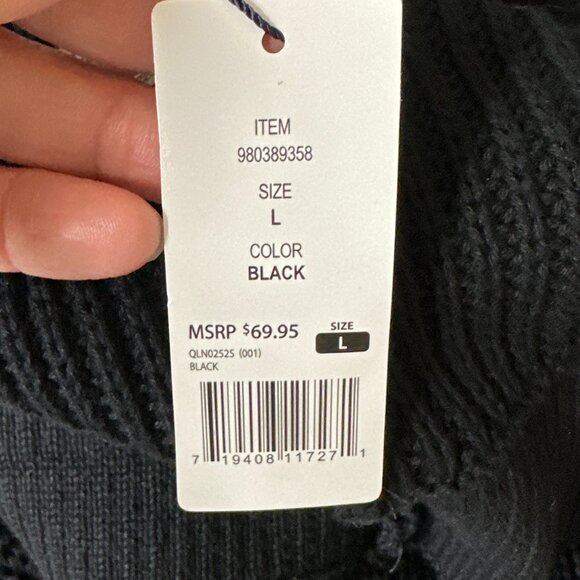 ITEM
980389358
SIZE
L
COLOR
BLACK
MSRP $69.95
SIZE
L
QLN0252S (001)
BLACK
7 19408 11727 1